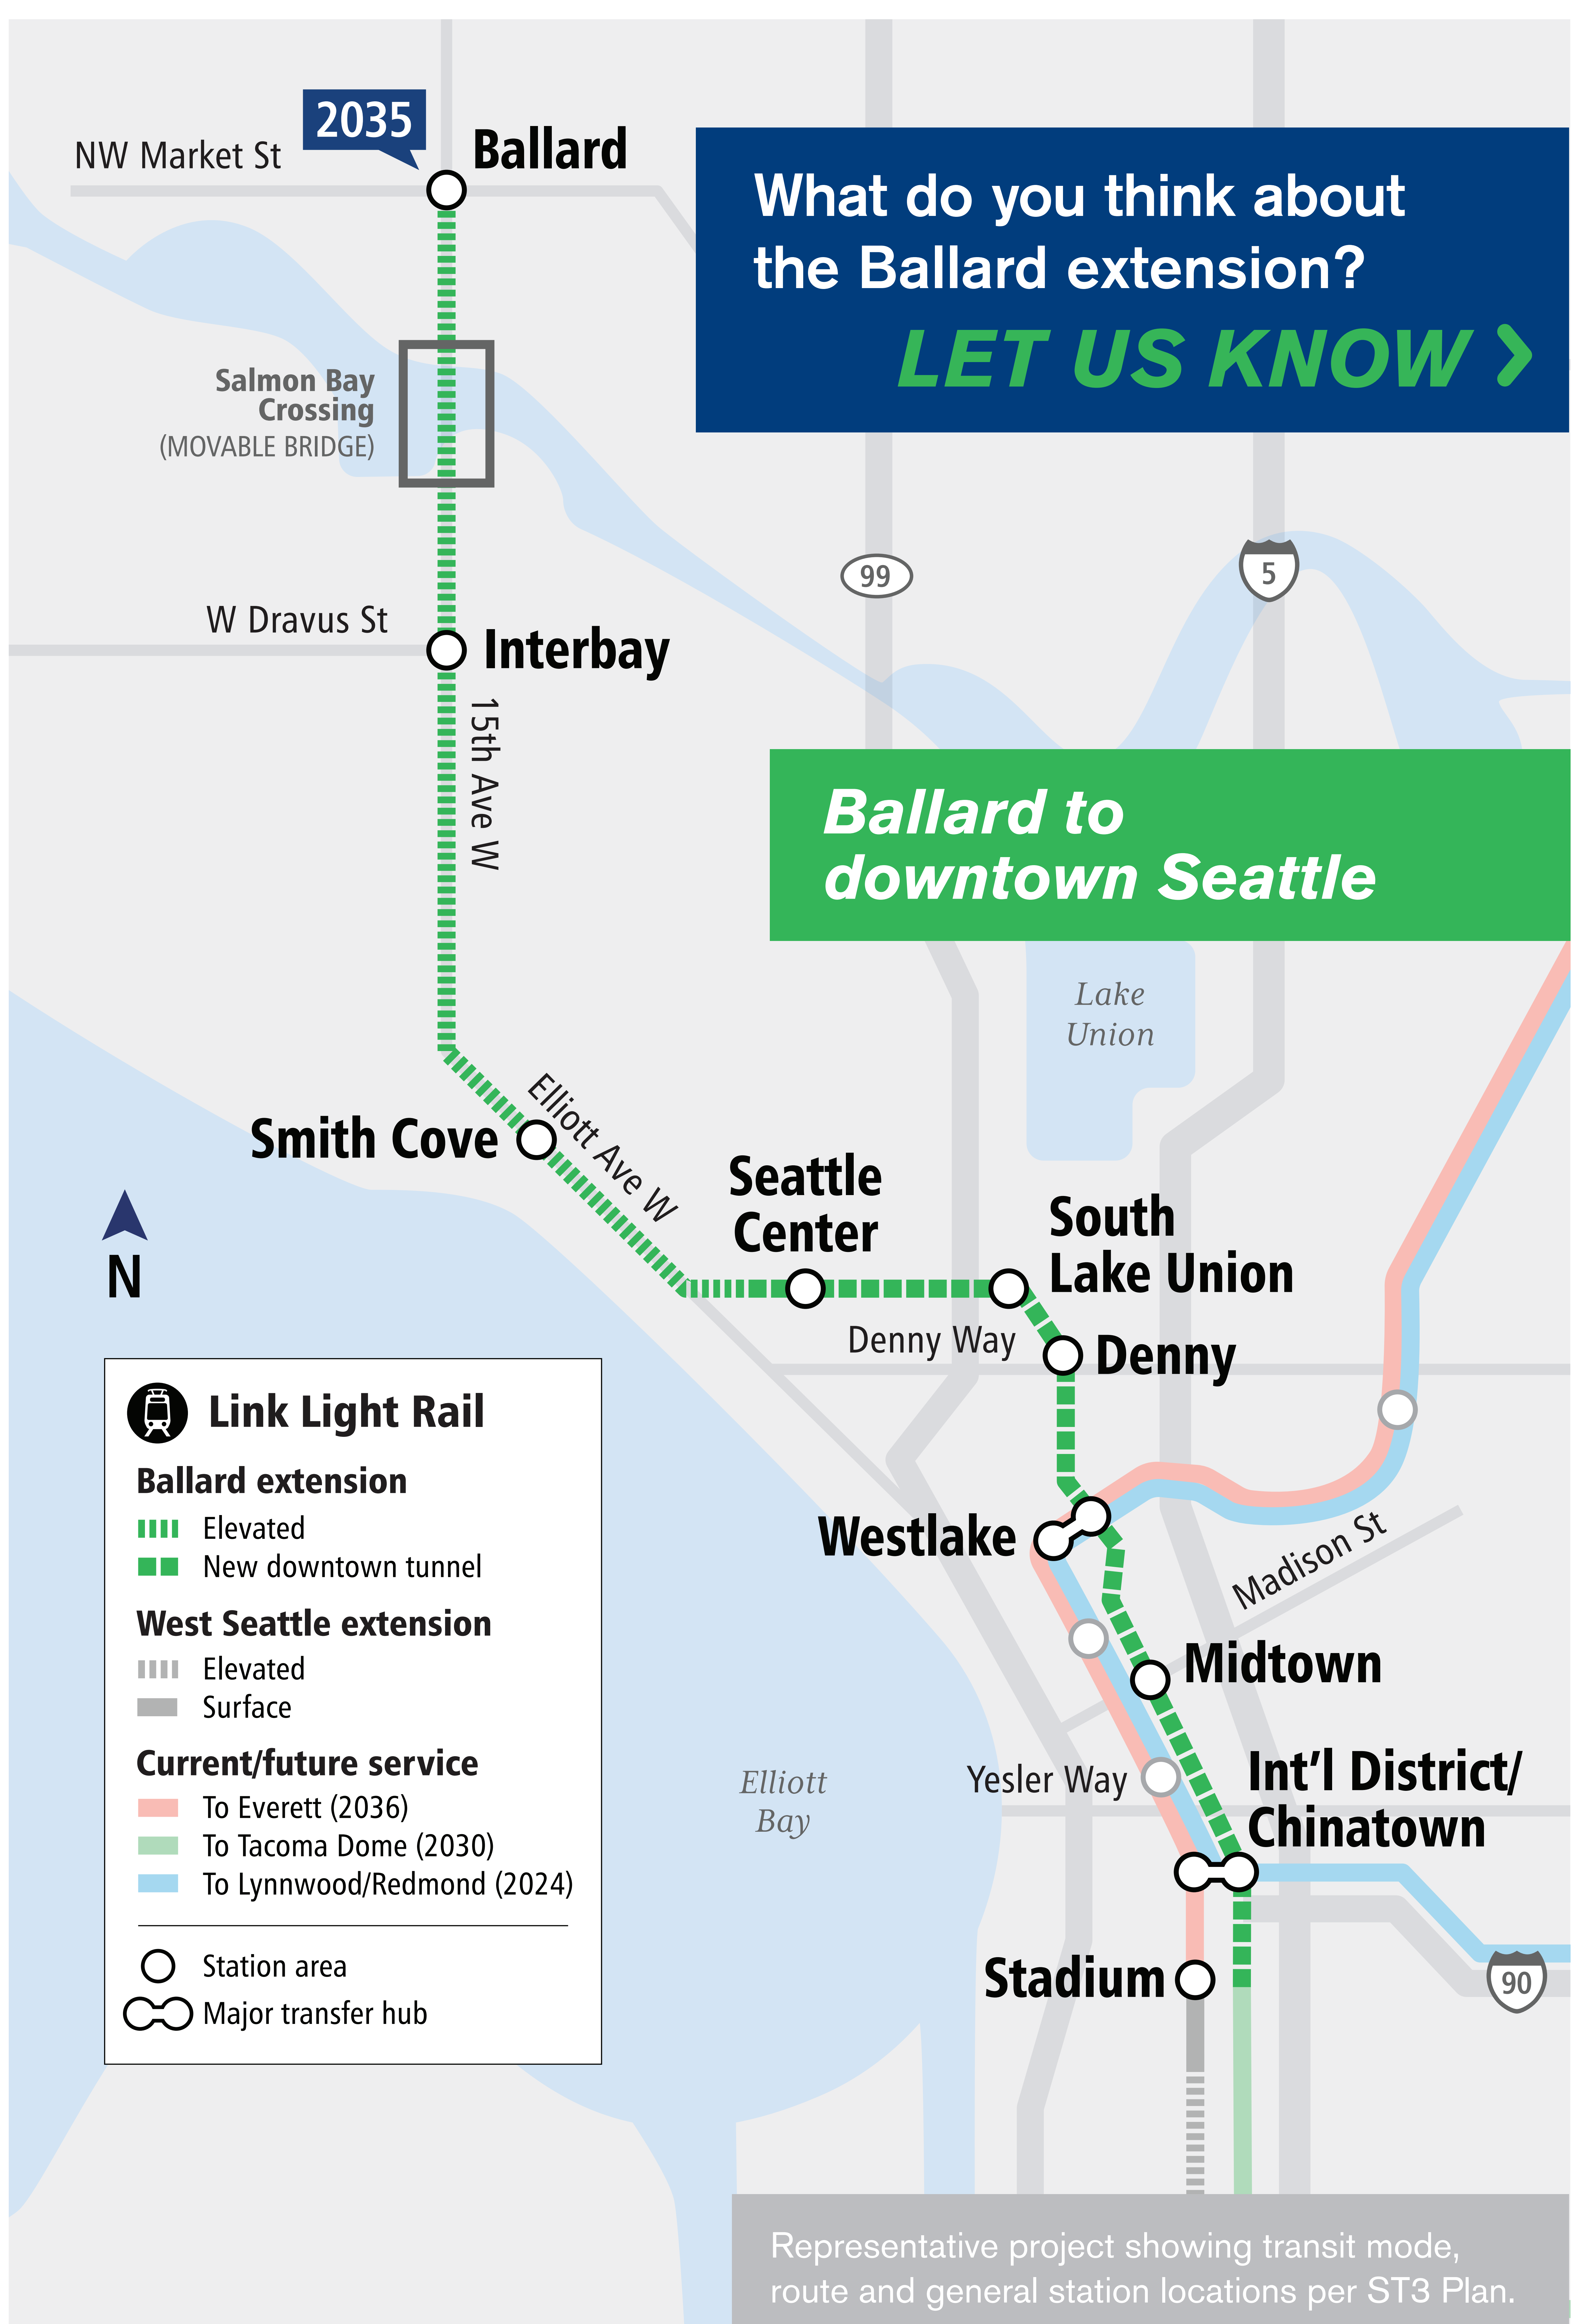 2035
NW Market St
Ballard
What do you think about
the Ballard extension?
LET US KNOW >
Salmon Bay
Crossing
(MOVABLE BRIDGE)
99
5
W Dravus St
Interbay
15th Ave W
Ballard to
downtown Seattle
Lake
Union
Elliott Ave W
Smith Cove
Seattle
Center
South
Lake Union
N
Denny Way
Denny
Westlake
Madison St
Midtown
Yesler Way
Int'l District/
Chinatown
Elliott
Bay
Stadium
90
Link Light Rail
Ballard extension
Elevated
New downtown tunnel
West Seattle extension
Elevated
Surface
Current/future service
To Everett (2036)
To Tacoma Dome (2030)
To Lynnwood/Redmond (2024)
Station area
Major transfer hub
Representative project showing transit mode,
route and general station locations per ST3 Plan.